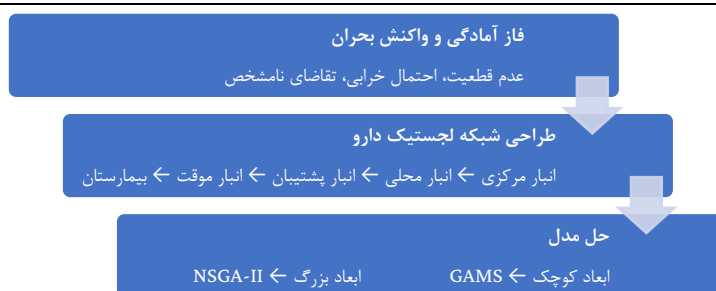 فاز آمادگی و واکنش بحران
عدم قطعیت، احتمال خرابی، تقاضای نامشخص
طراحی شبکه لجستیک دارو
انبار مرکزی ← انبار محلی ← انبار پشتیبان ← انبار موقت ← بیمارستان
حل مدل
ابعاد کوچک ← GAMS ابعاد بزرگ ← NSGA-II